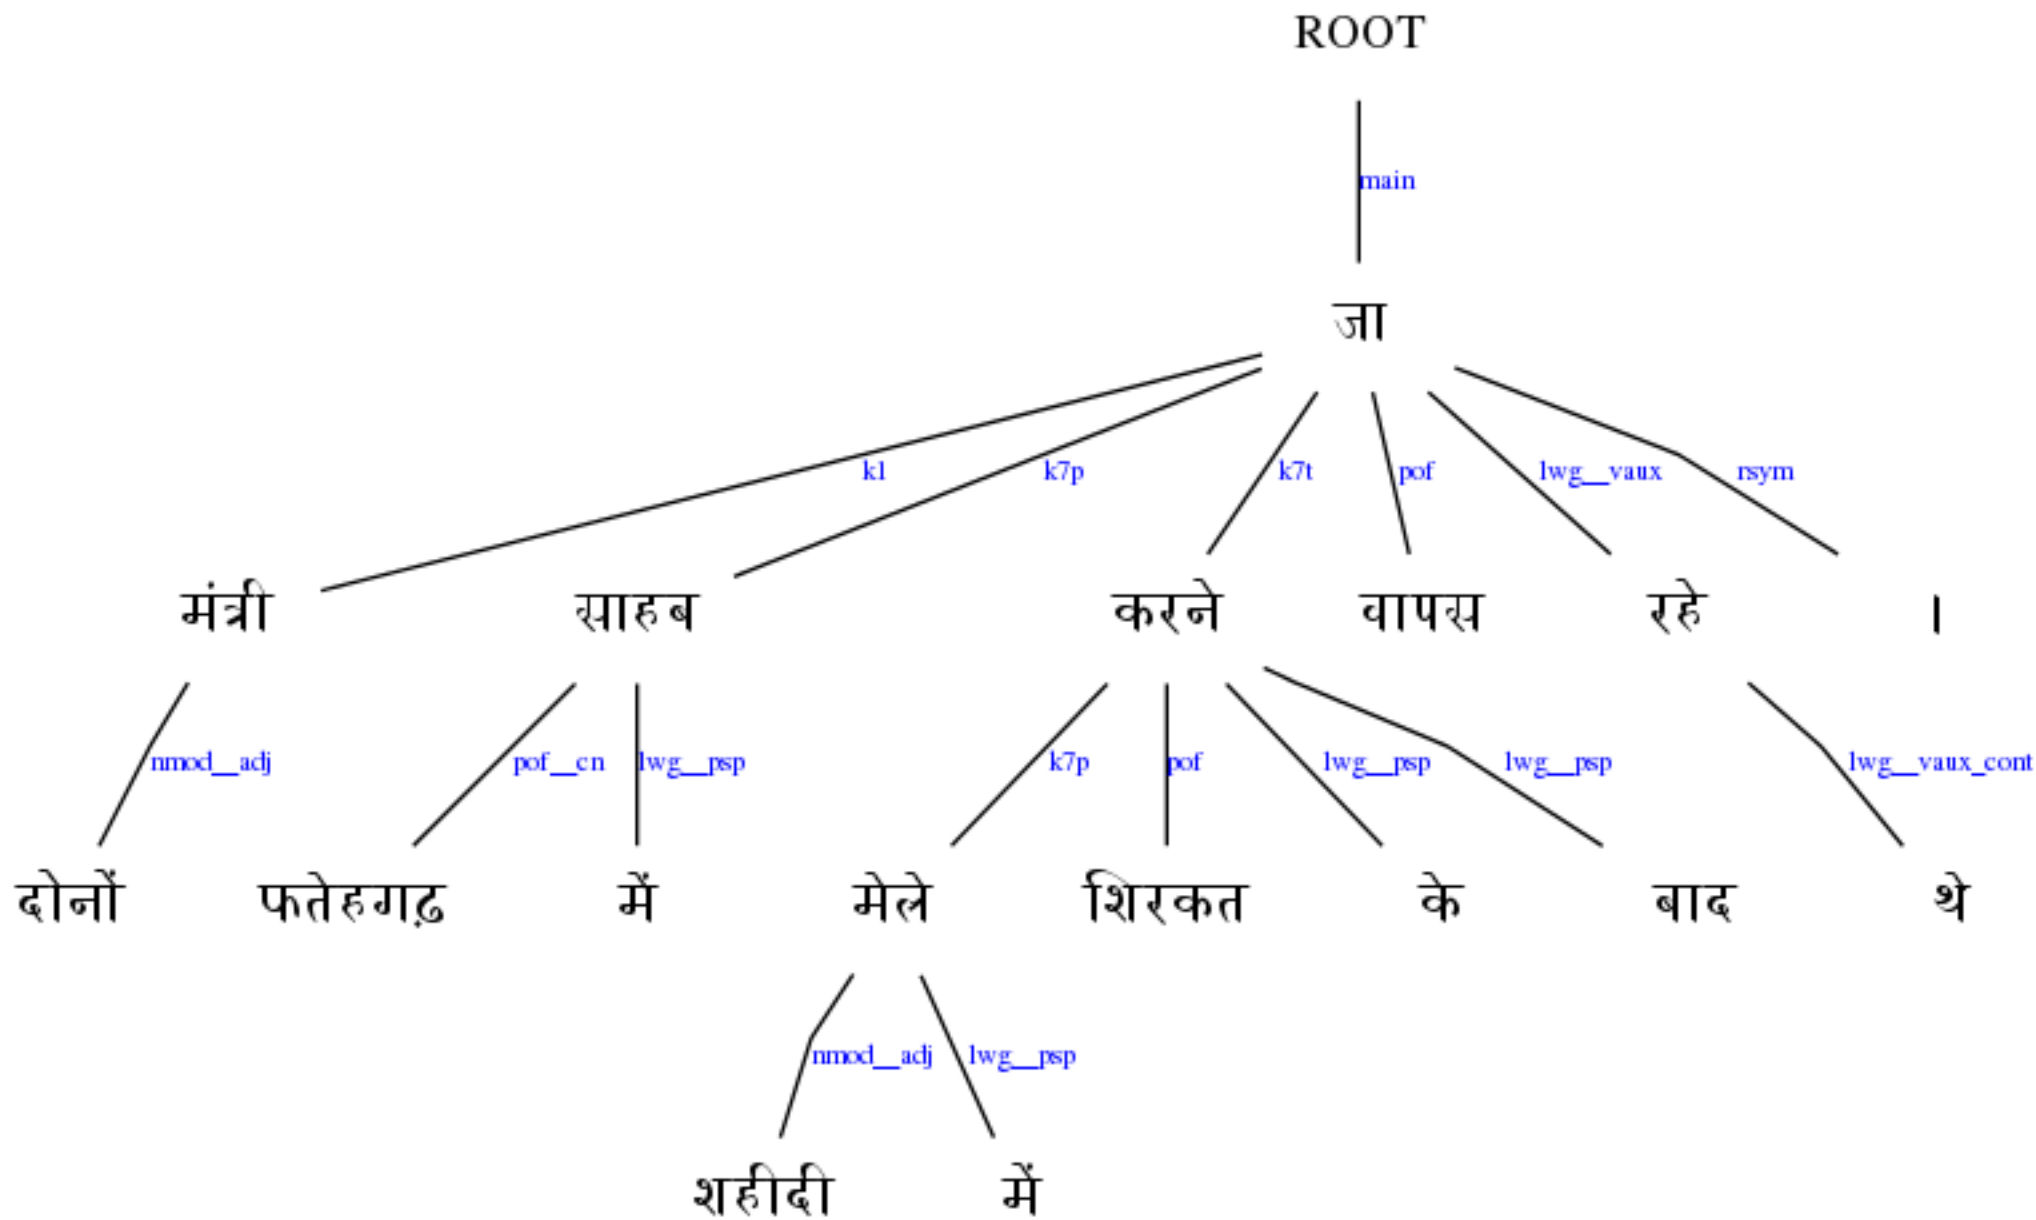 ROOT
main
जा
k1 k7p k7t pof lwg__vaux rsym
मंत्री साहब करने वापस रहे ।
nmod__adj pof__cn lwg__psp k7p pof lwg__psp lwg__psp lwg__vaux_cont
दोनों फतेहगढ़ में मेले शिरकत के बाद थे
nmod__adj lwg__psp
शहीदी में